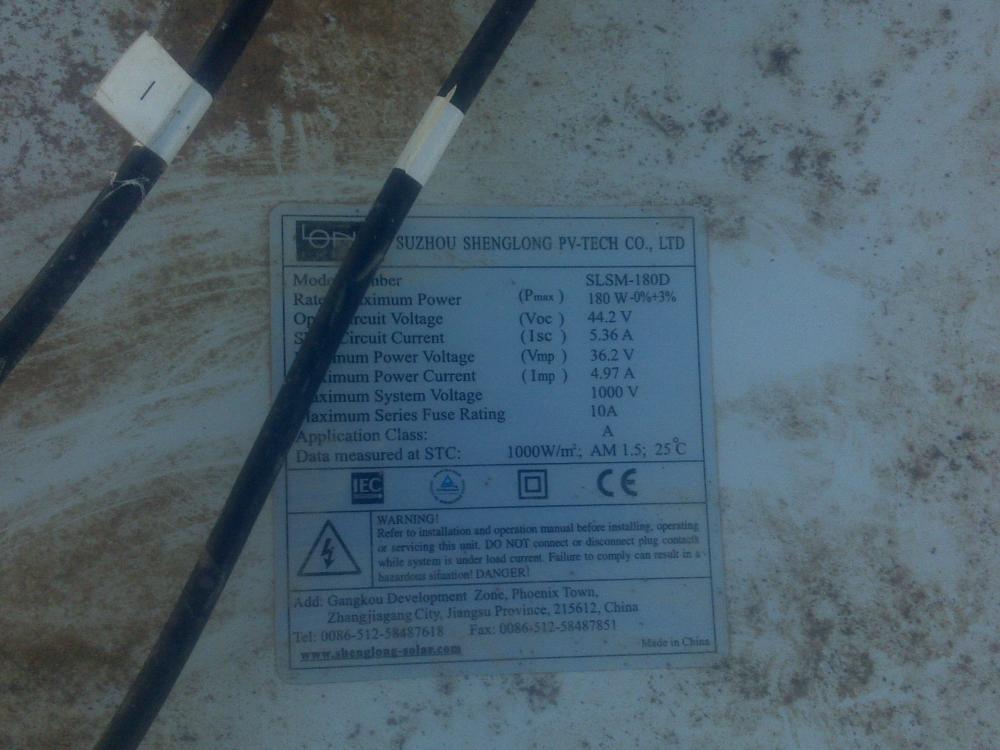 SUZHOU SHENGLONG PV-TECH CO., LTD
SLSM-180D
Maximum Power (Pmax) 180 W -0%+3%
Circuit Voltage (Voc) 44.2 V
Circuit Current (Isc) 5.36 A
Power Voltage (Vmp) 36.2 V
Power Current (Imp) 4.97 A
Maximum System Voltage 1000 V
Maximum Series Fuse Rating 10A
Application Class: A
Data measured at STC: 1000W/m²; AM 1.5; 25℃
IEC CE
WARNING!
Refer to installation and operation manual before installing, operating
or servicing this unit. DO NOT connect or disconnect plug contacts
while system is under load current. Failure to comply can result in a
hazardous sifuation! DANGER!
Add: Gangkou Development Zone, Phoenix Town,
Zhangjiagang City, Jiangsu Province, 215612, China
Tel: 0086-512-58487618 Fax: 0086-512-58487851
www.shenglong-solar.com
Made in China